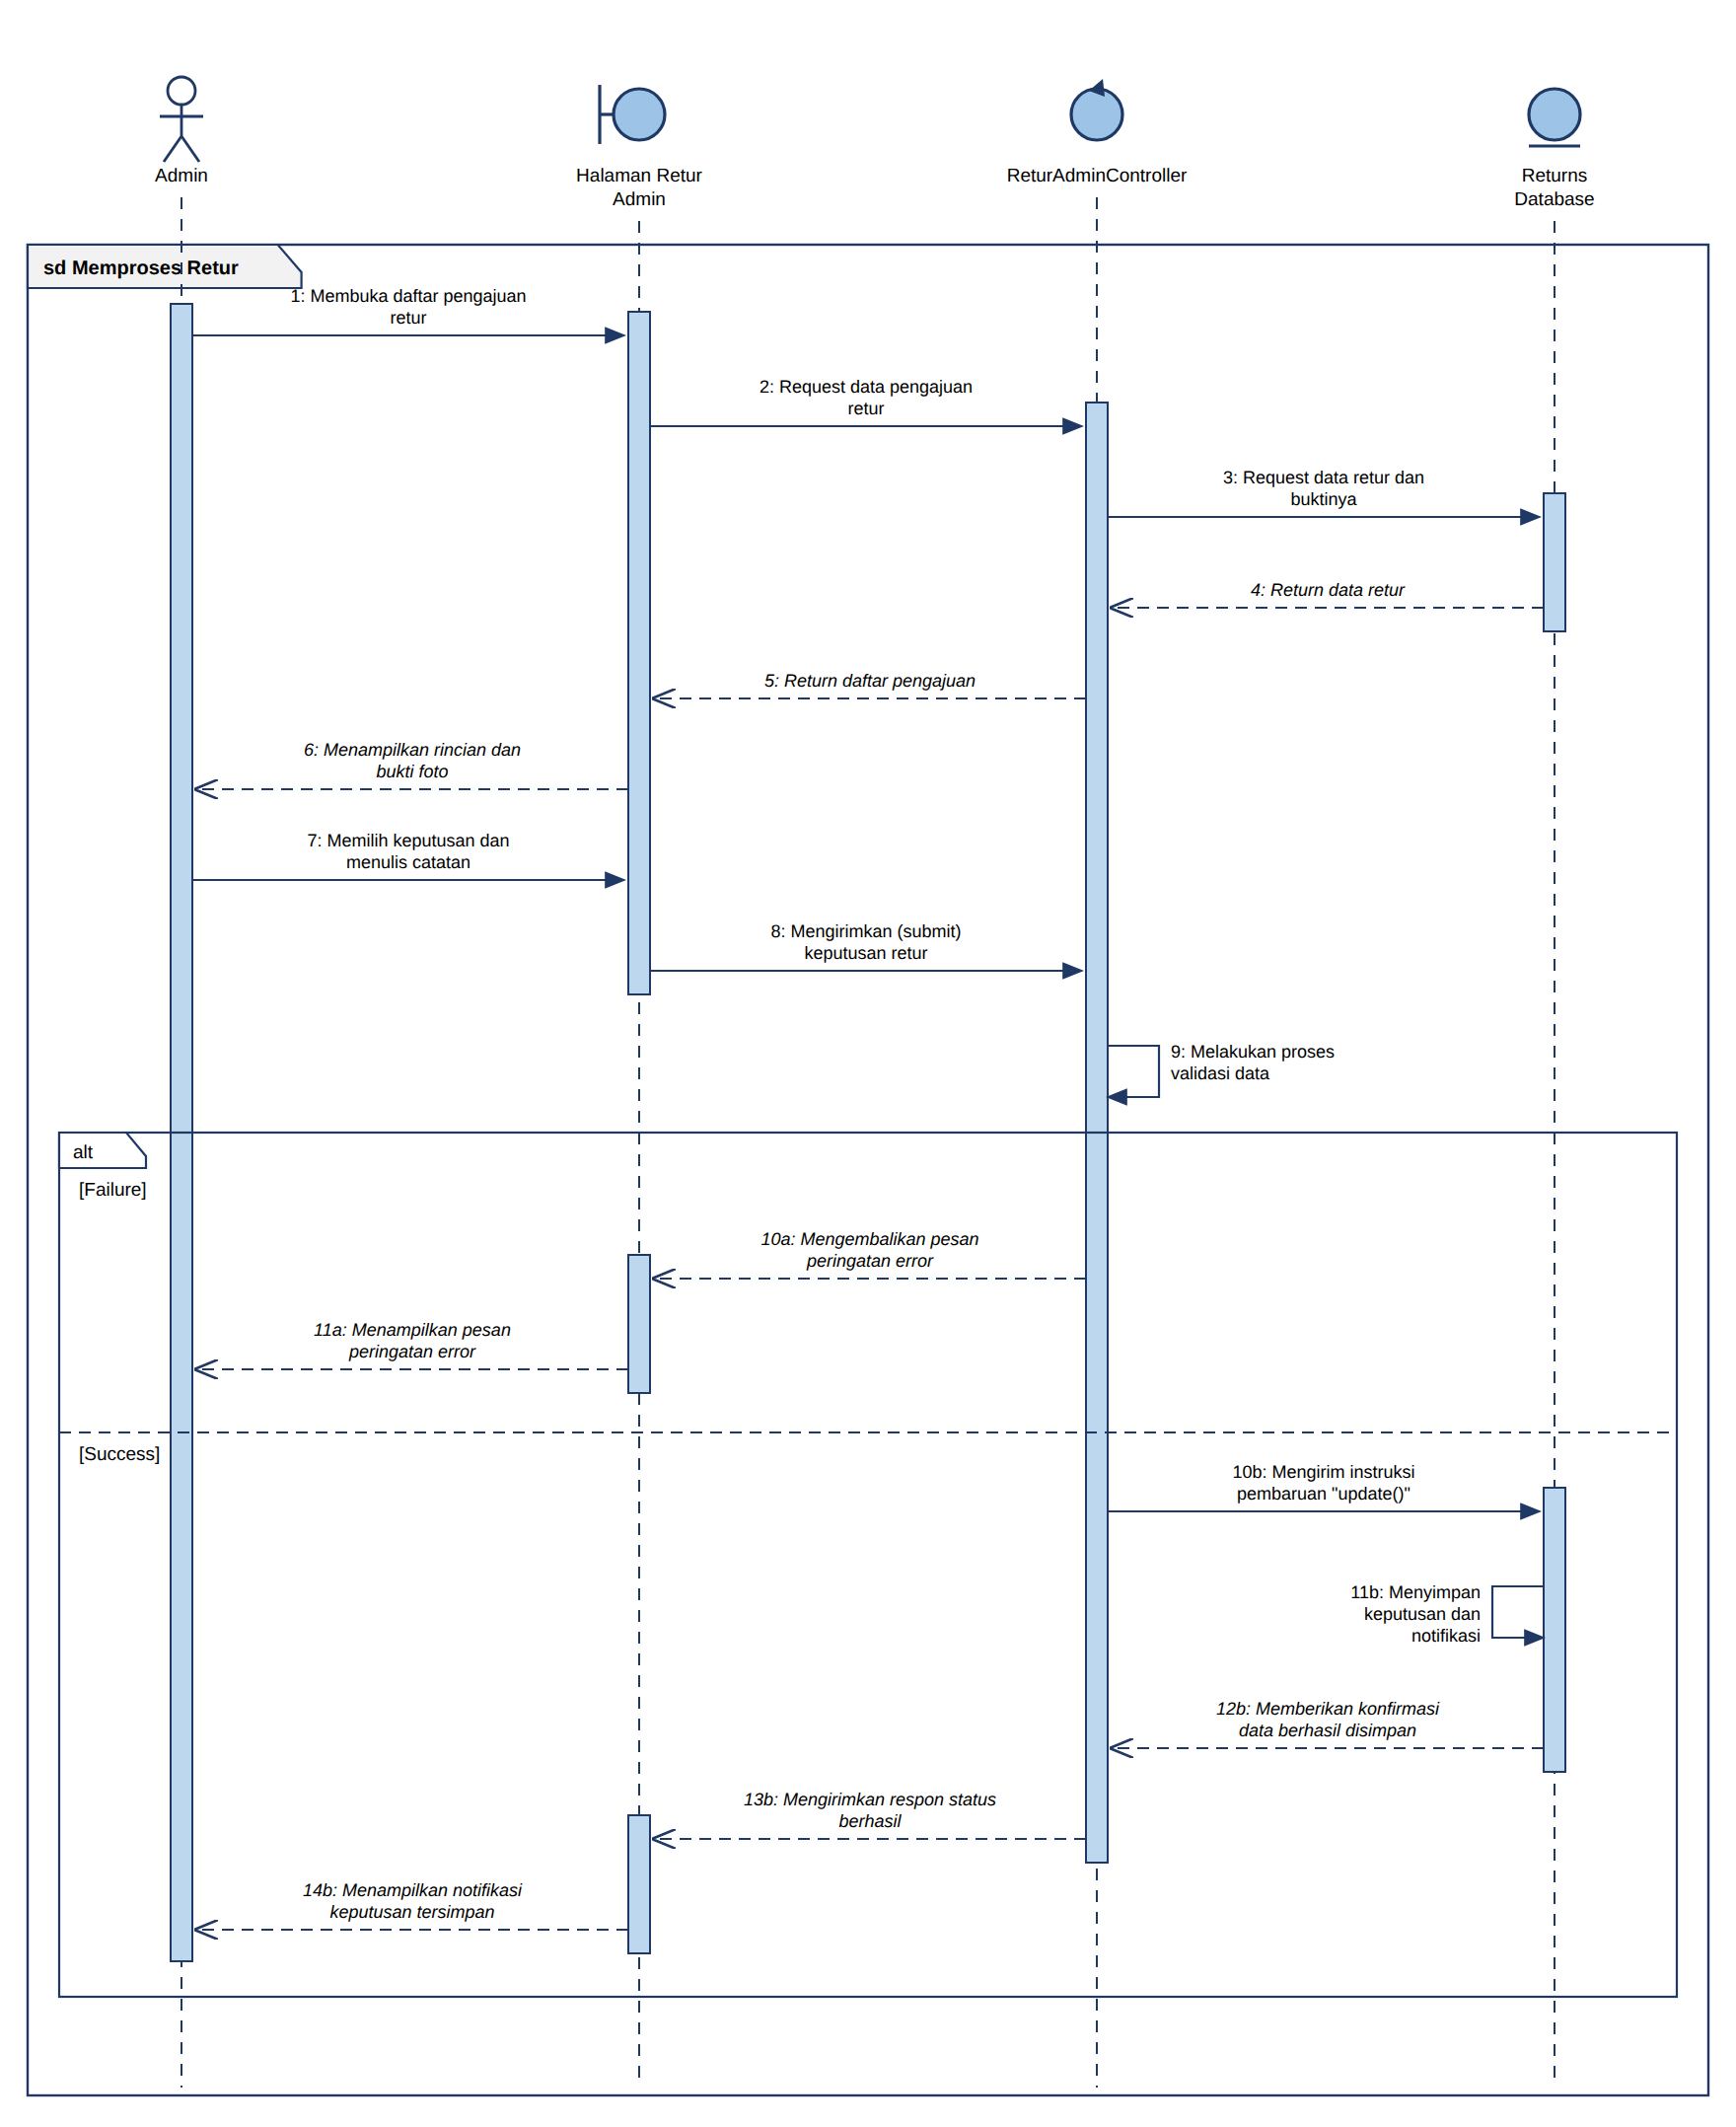 Admin
Halaman Retur
Admin
ReturAdminController
Returns
Database
sd Memproses Retur
1: Membuka daftar pengajuan
retur
2: Request data pengajuan
retur
3: Request data retur dan
buktinya
4: Return data retur
5: Return daftar pengajuan
6: Menampilkan rincian dan
bukti foto
7: Memilih keputusan dan
menulis catatan
8: Mengirimkan (submit)
keputusan retur
9: Melakukan proses
validasi data
alt
[Failure]
10a: Mengembalikan pesan
peringatan error
11a: Menampilkan pesan
peringatan error
[Success]
10b: Mengirim instruksi
pembaruan "update()"
11b: Menyimpan
keputusan dan
notifikasi
12b: Memberikan konfirmasi
data berhasil disimpan
13b: Mengirimkan respon status
berhasil
14b: Menampilkan notifikasi
keputusan tersimpan